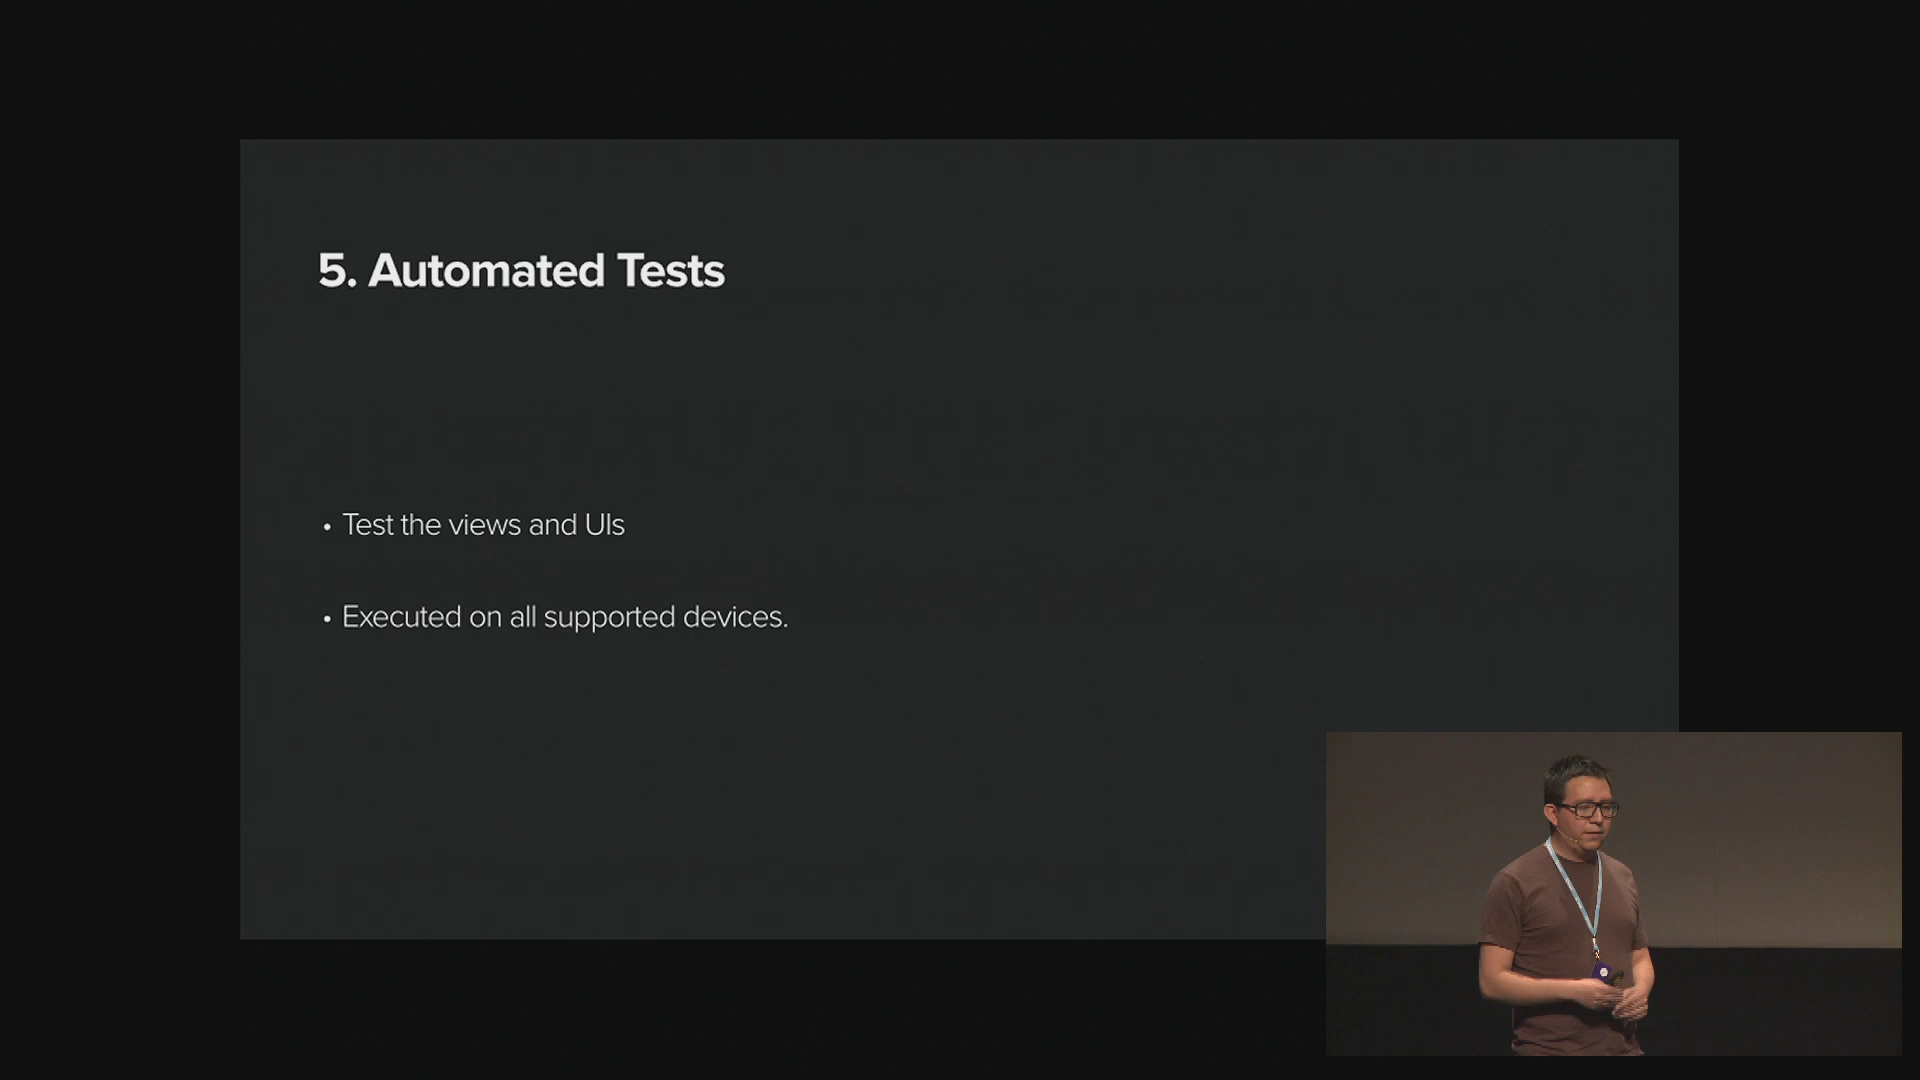 5. Automated Tests
• Test the views and UIs
• Executed on all supported devices.